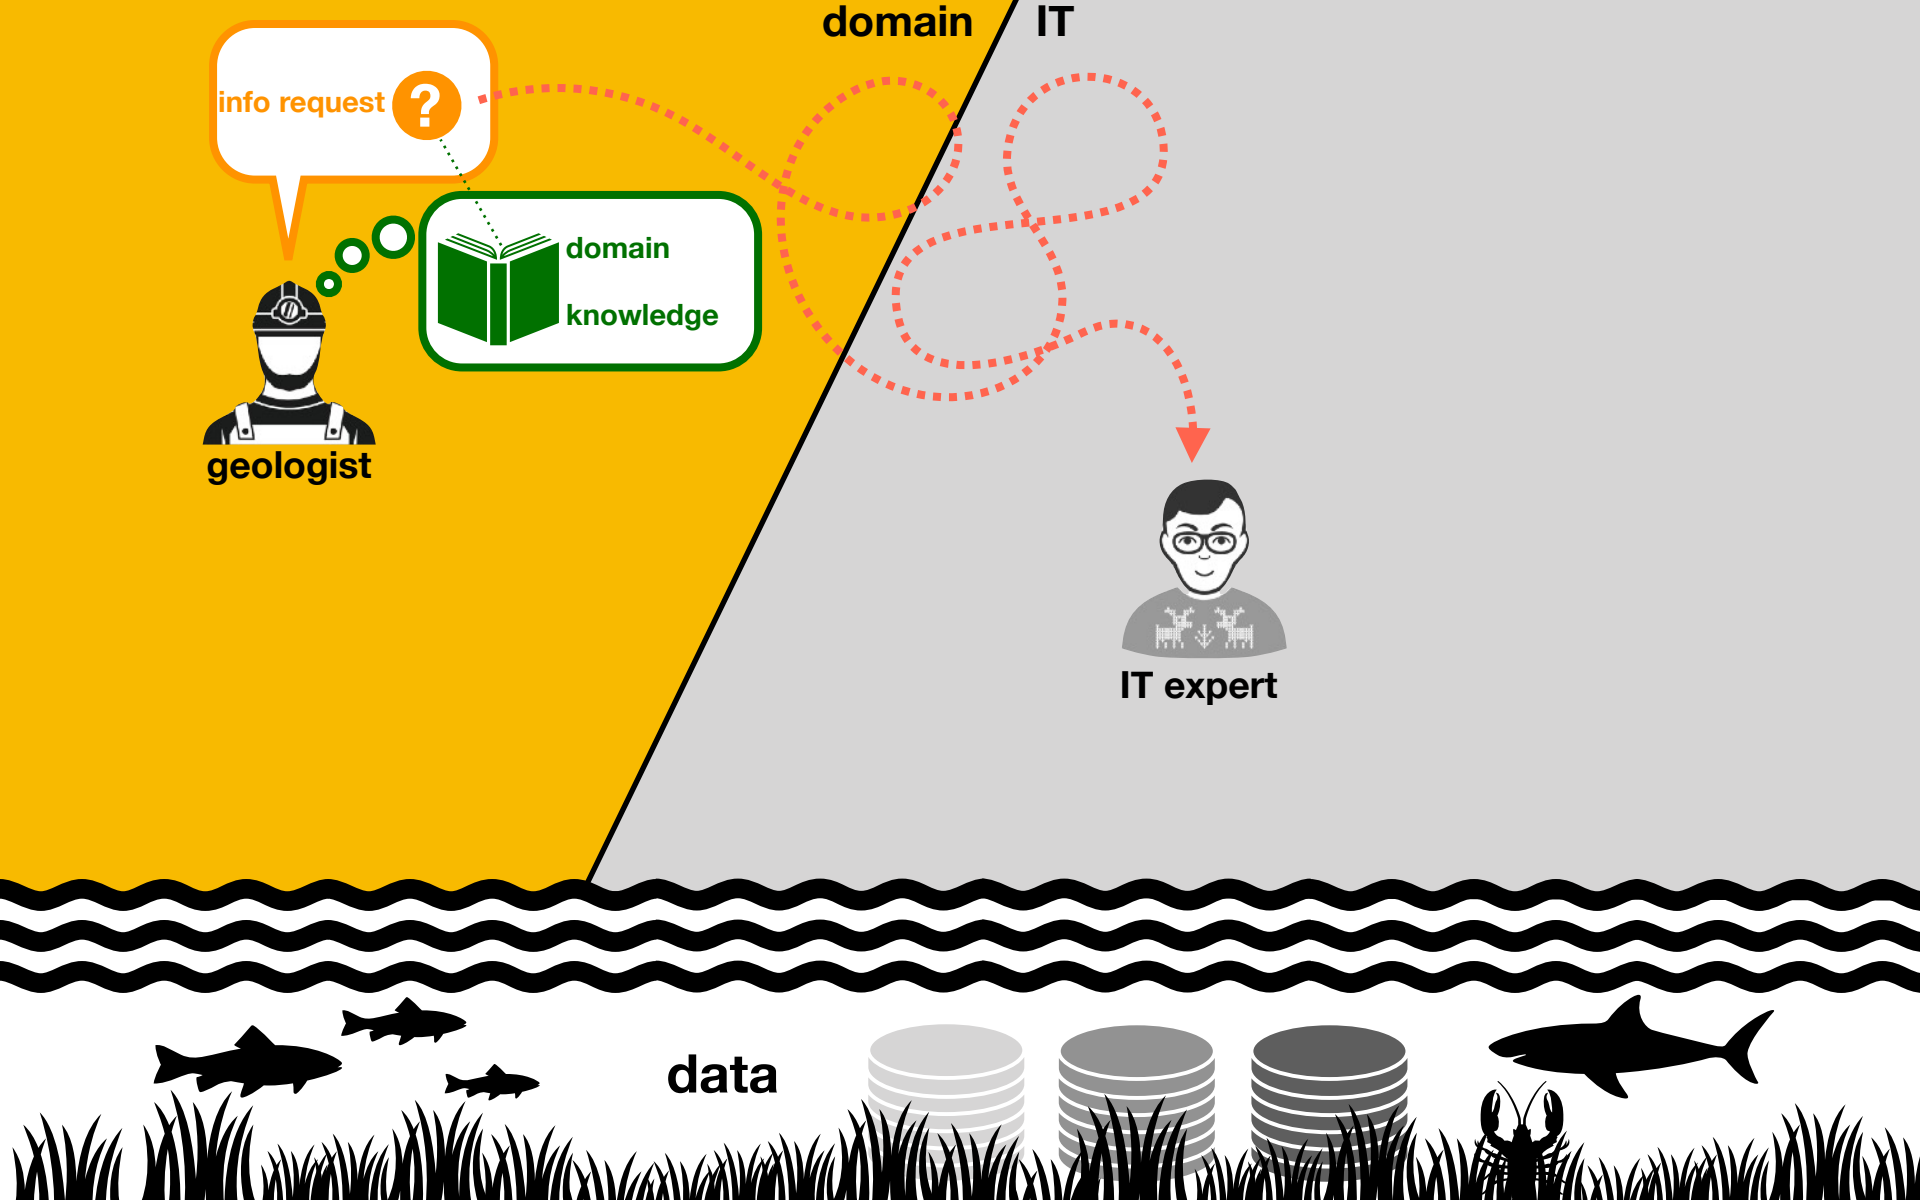 domain IT
info request ?
domain
knowledge
geologist
IT expert
data